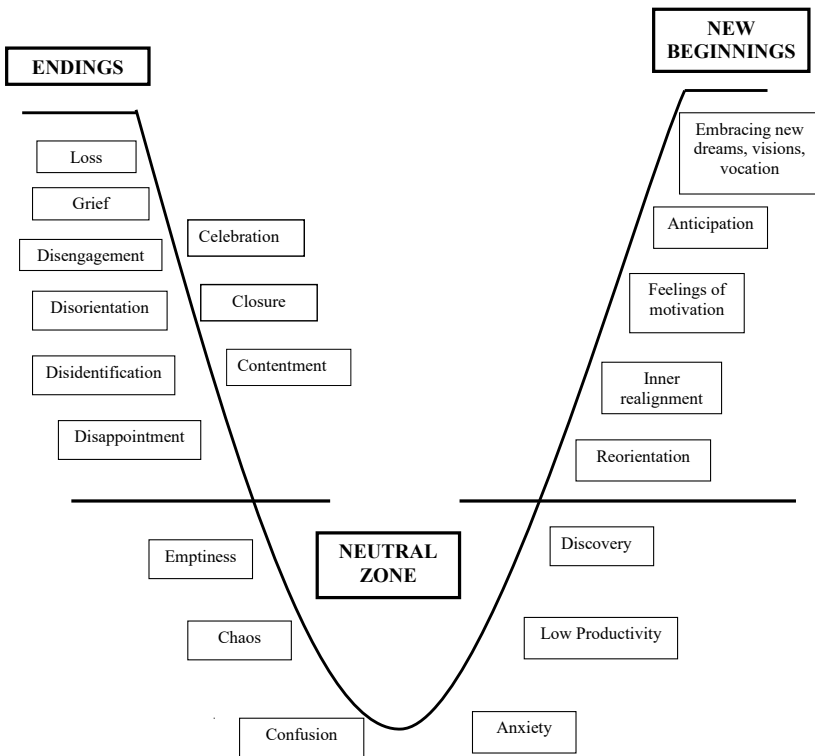 ENDINGS
NEW
BEGINNINGS
Loss
Grief
Disengagement
Disorientation
Disidentification
Disappointment
Celebration
Closure
Contentment
Embracing new
dreams, visions,
vocation
Anticipation
Feelings of
motivation
Inner
realignment
Reorientation
NEUTRAL
ZONE
Emptiness
Chaos
Confusion
Discovery
Low Productivity
Anxiety